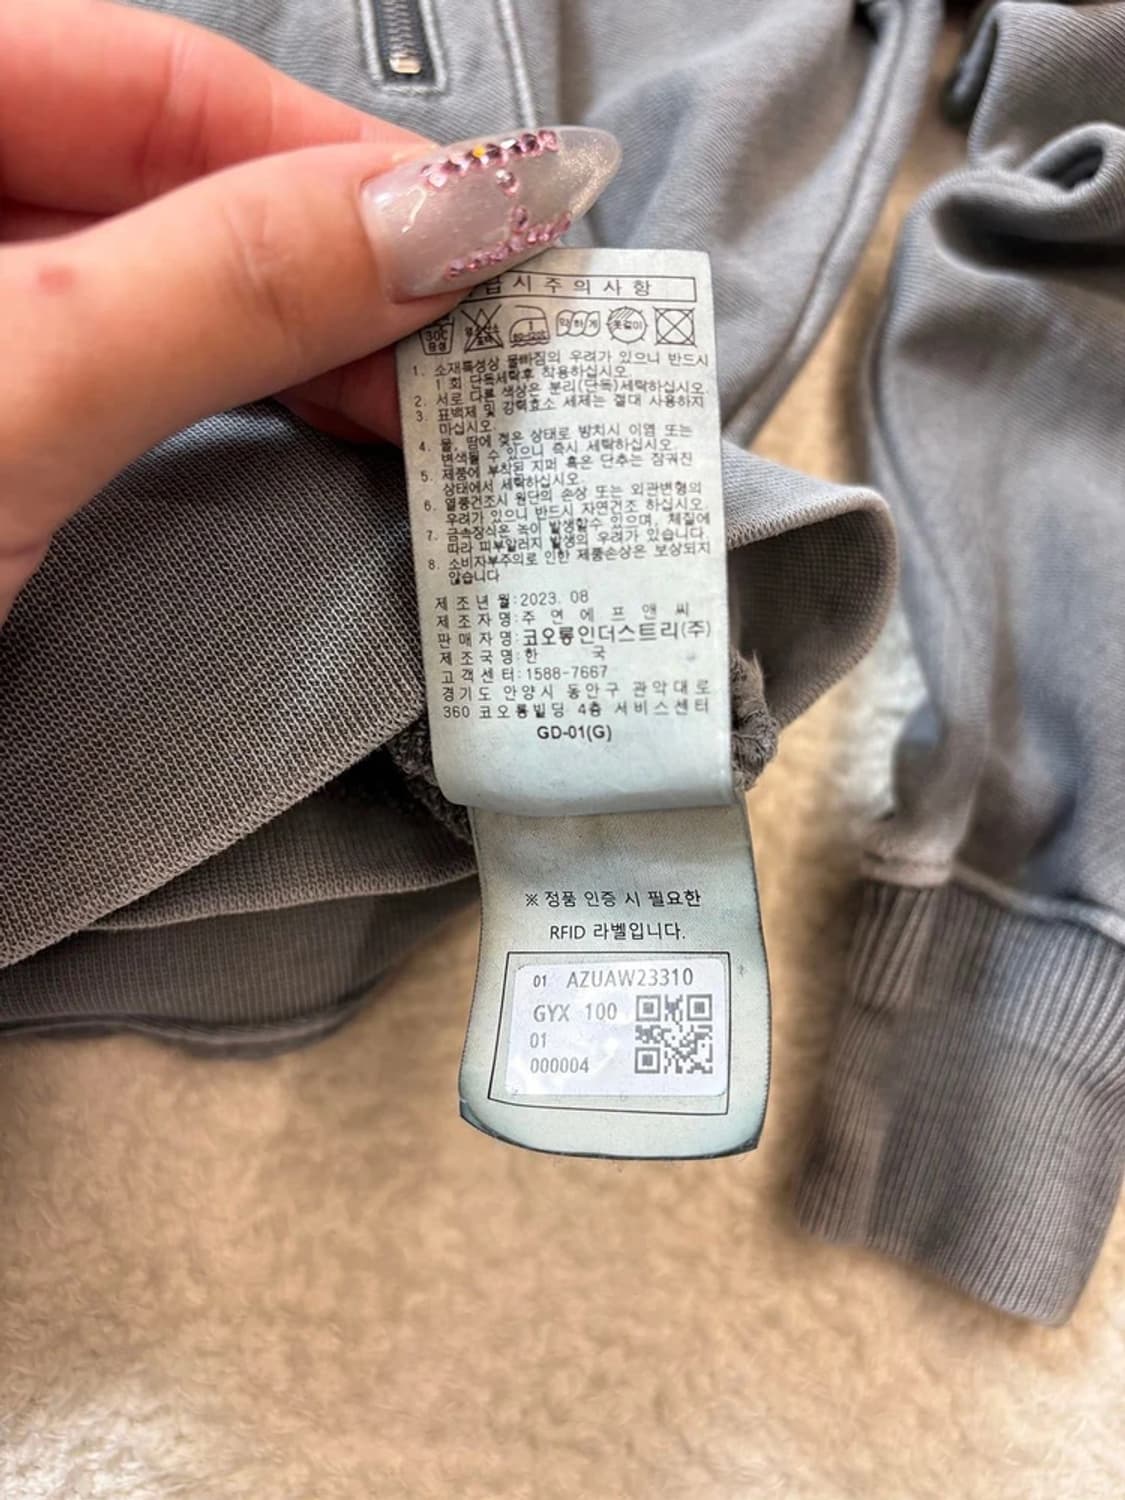 급 시 주 의 사 항
30℃
중성
약하게
옷걸이
1. 소재특성상 물빠짐의 우려가 있으니 반드시
1회 단독세탁후 착용하십시오.
2. 서로 다른 색상은 분리(단독)세탁하십시오.
3. 표백제 및 강력효소 세제는 절대 사용하지
마십시오.
4. 물, 땀에 젖은 상태로 방치시 이염 또는
변색될 수 있으니 즉시 세탁하십시오.
5. 제품에 부착된 지퍼 혹은 단추는 잠궈진
상태에서 세탁하십시오.
6. 열풍건조시 원단의 손상 또는 외관변형의
우려가 있으니 반드시 자연건조 하십시오.
7. 금속장식은 녹이 발생할수 있으며, 체질에
따라 피부알러지 발생의 우려가 있습니다.
8. 소비자부주의로 인한 제품손상은 보상되지
않습니다
제 조 년 월:2023. 08
제 조 자 명:주 연 에 프 앤 씨
판 매 자 명:코오롱인더스트리(주)
제 조 국 명:한 국
고 객 센 터:1588-7667
경기도 안양시 동안구 관악대로
360 코오롱빌딩 4층 서비스센터
GD-01(G)
※ 정품 인증 시 필요한
RFID 라벨입니다.
01 AZUAW23310
GYX 100
01
000004